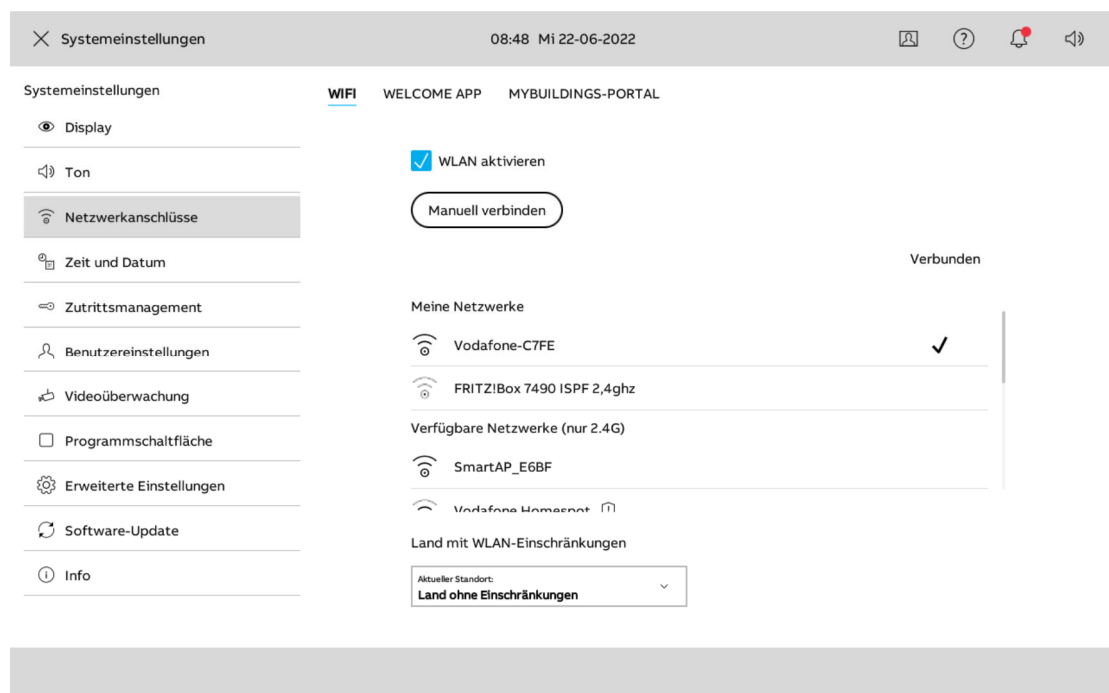 Systemeinstellungen
08:48 Mi 22-06-2022
Systemeinstellungen
Display
Ton
Netzwerkanschlüsse
Zeit und Datum
Zutrittsmanagement
Benutzereinstellungen
Videoüberwachung
Programmschaltfläche
Erweiterte Einstellungen
Software-Update
Info
WIFI WELCOME APP MYBUILDINGS-PORTAL
WLAN aktivieren
Manuell verbinden
Verbunden
Meine Netzwerke
Vodafone-C7FE
FRITZ!Box 7490 ISPF 2,4ghz
Verfügbare Netzwerke (nur 2.4G)
SmartAP_E6BF
Vodafone Homespot
Land mit WLAN-Einschränkungen
Aktueller Standort:
Land ohne Einschränkungen